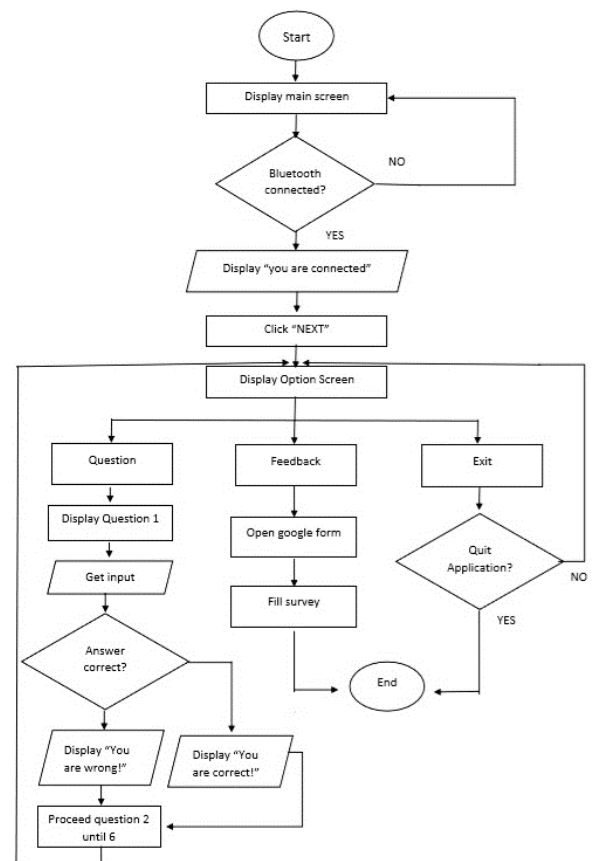 Start
Display main screen
NO
Bluetooth
connected?
YES
Display “you are connected”
Click “NEXT”
Display Option Screen
Question
Feedback
Exit
Display Question 1
Open google form
Quit
Application?
NO
Get input
Fill survey
YES
Answer
correct?
End
Display “You
are wrong!”
Display “You
are correct!”
Proceed question 2
until 6